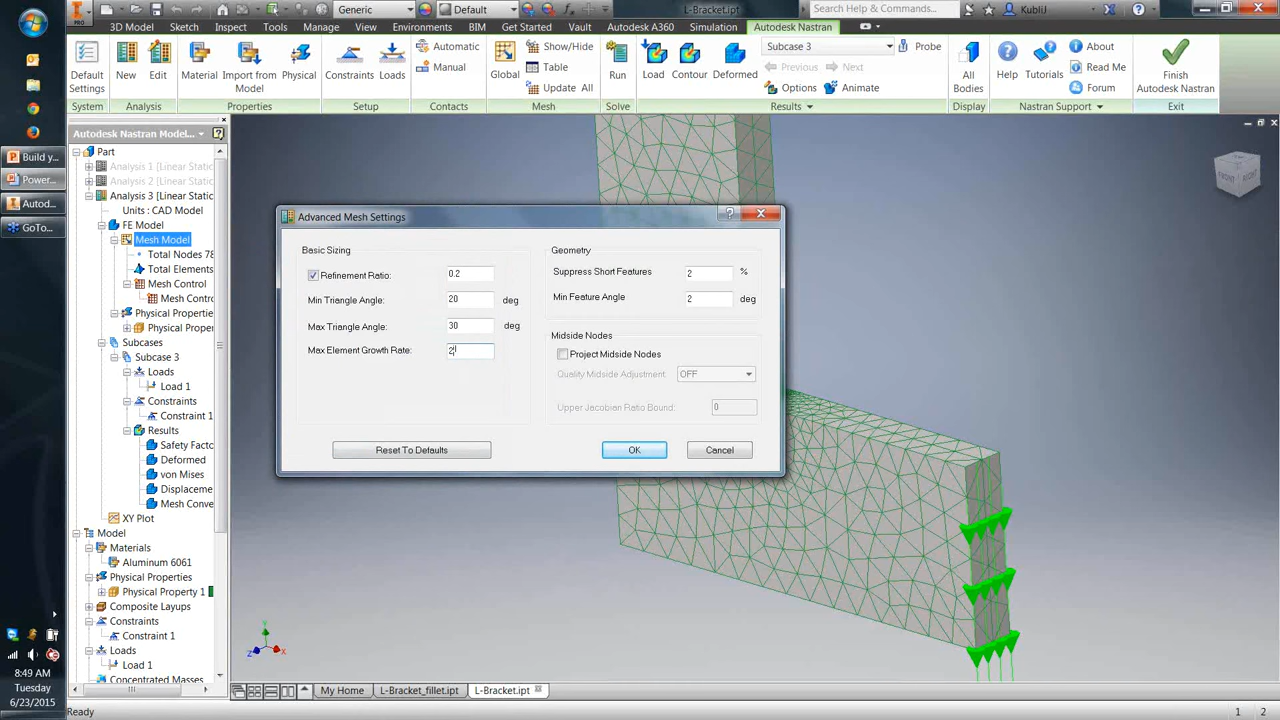 Generic
Default
L-Bracket.ipt
Search Help & Commands...
KubliJ
PRO
3D Model Sketch Inspect Tools Manage View Environments BIM Get Started Vault Autodesk A360 Simulation Autodesk Nastran
Default Settings
New
Edit
Material
Import from Model
Physical
Constraints
Loads
Automatic
Manual
Global
Show/Hide
Table
Update All
Run
Load
Contour
Deformed
Subcase 3
Probe
Previous
Next
Options
Animate
All Bodies
Help
Tutorials
About
Read Me
Forum
Finish Autodesk Nastran
System Analysis Properties Setup Contacts Mesh Solve Results Display Nastran Support Exit
Autodesk Nastran Model...
Part
Analysis 1 [Linear Static
Analysis 2 [Linear Static
Analysis 3 [Linear Static
Units : CAD Model
FE Model
Mesh Model
Total Nodes 78
Total Elements
Mesh Control
Mesh Contro
Physical Propertie
Physical Proper
Subcases
Subcase 3
Loads
Load 1
Constraints
Constraint 1
Results
Safety Facto
Deformed
von Mises
Displaceme
Mesh Conve
XY Plot
Model
Materials
Aluminum 6061
Physical Properties
Physical Property 1
Composite Layups
Constraints
Constraint 1
Loads
Load 1
Concentrated Masses
Build y...
Power...
Autod...
GoTo...
8:49 AM
Tuesday
6/23/2015
Advanced Mesh Settings
Basic Sizing
Refinement Ratio: 0.2
Min Triangle Angle: 20 deg
Max Triangle Angle: 30 deg
Max Element Growth Rate: 2
Geometry
Suppress Short Features 2 %
Min Feature Angle 2 deg
Midside Nodes
Project Midside Nodes
Quality Midside Adjustment: OFF
Upper Jacobian Ratio Bound: 0
Reset To Defaults
OK
Cancel
FRONT
RIGHT
Y
Z
X
My Home L-Bracket_fillet.ipt L-Bracket.ipt
Ready
1 2